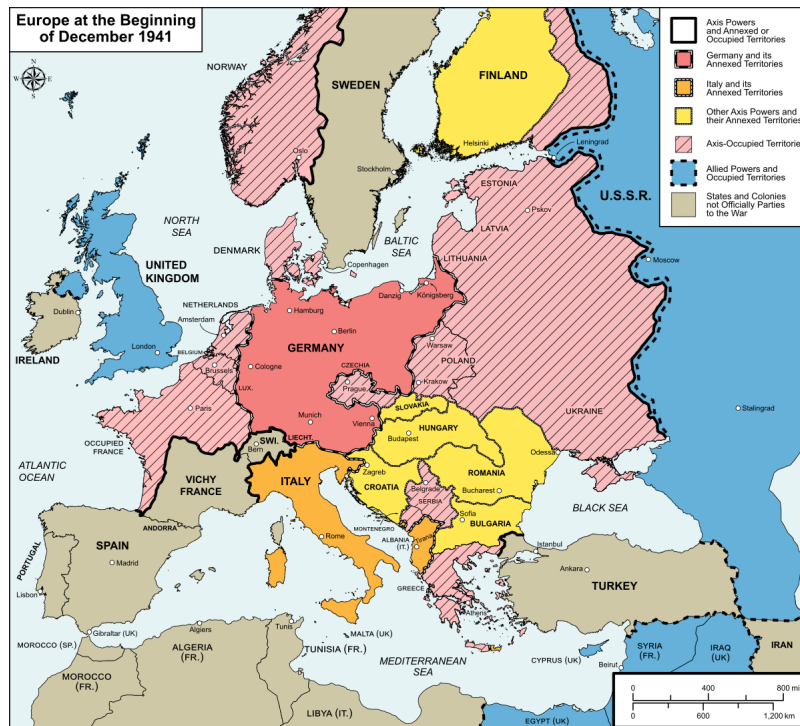 Europe at the Beginning
of December 1941
Axis Powers
and Annexed or
Occupied Territories
Germany and its
Annexed Territories
Italy and its
Annexed Territories
Other Axis Powers and
their Annexed Territories
Axis-Occupied Territories
Allied Powers and
Occupied Territories
States and Colonies
not Officially Parties
to the War
N
W
E
S
NORWAY
SWEDEN
FINLAND
Oslo
Stockholm
Helsinki
Leningrad
ESTONIA
U.S.S.R.
Pskov
NORTH
SEA
LATVIA
BALTIC
SEA
DENMARK
LITHUANIA
Copenhagen
Moscow
UNITED
KINGDOM
NETHERLANDS
Amsterdam
Danzig
Königsberg
Hamburg
Dublin
Berlin
IRELAND
London
BELGIUM
Brussels
GERMANY
Warsaw
POLAND
Cologne
CZECHIA
Prague
Krakow
LUX.
Paris
Stalingrad
UKRAINE
SLOVAKIA
Munich
Vienna
OCCUPIED
FRANCE
SWI.
Bern
LIECHT.
HUNGARY
Budapest
Odessa
ATLANTIC
OCEAN
VICHY
FRANCE
ITALY
Zagreb
CROATIA
ROMANIA
Bucharest
Belgrade
SERBIA
BLACK SEA
ANDORRA
MONTENEGRO
Sofia
BULGARIA
PORTUGAL
SPAIN
Madrid
Rome
ALBANIA
(IT.)
Tirana
Istanbul
Ankara
TURKEY
Lisbon
GREECE
Athens
Gibraltar (UK)
Algiers
Tunis
MALTA (UK)
MOROCCO (SP.)
ALGERIA
(FR.)
TUNISIA (FR.)
MEDITERRANEAN
SEA
CYPRUS (UK)
Beirut
SYRIA
(FR.)
IRAQ
(UK)
IRAN
MOROCCO
(FR.)
LIBYA (IT.)
EGYPT (UK)
0 400 800 mi
0 600 1,200 km